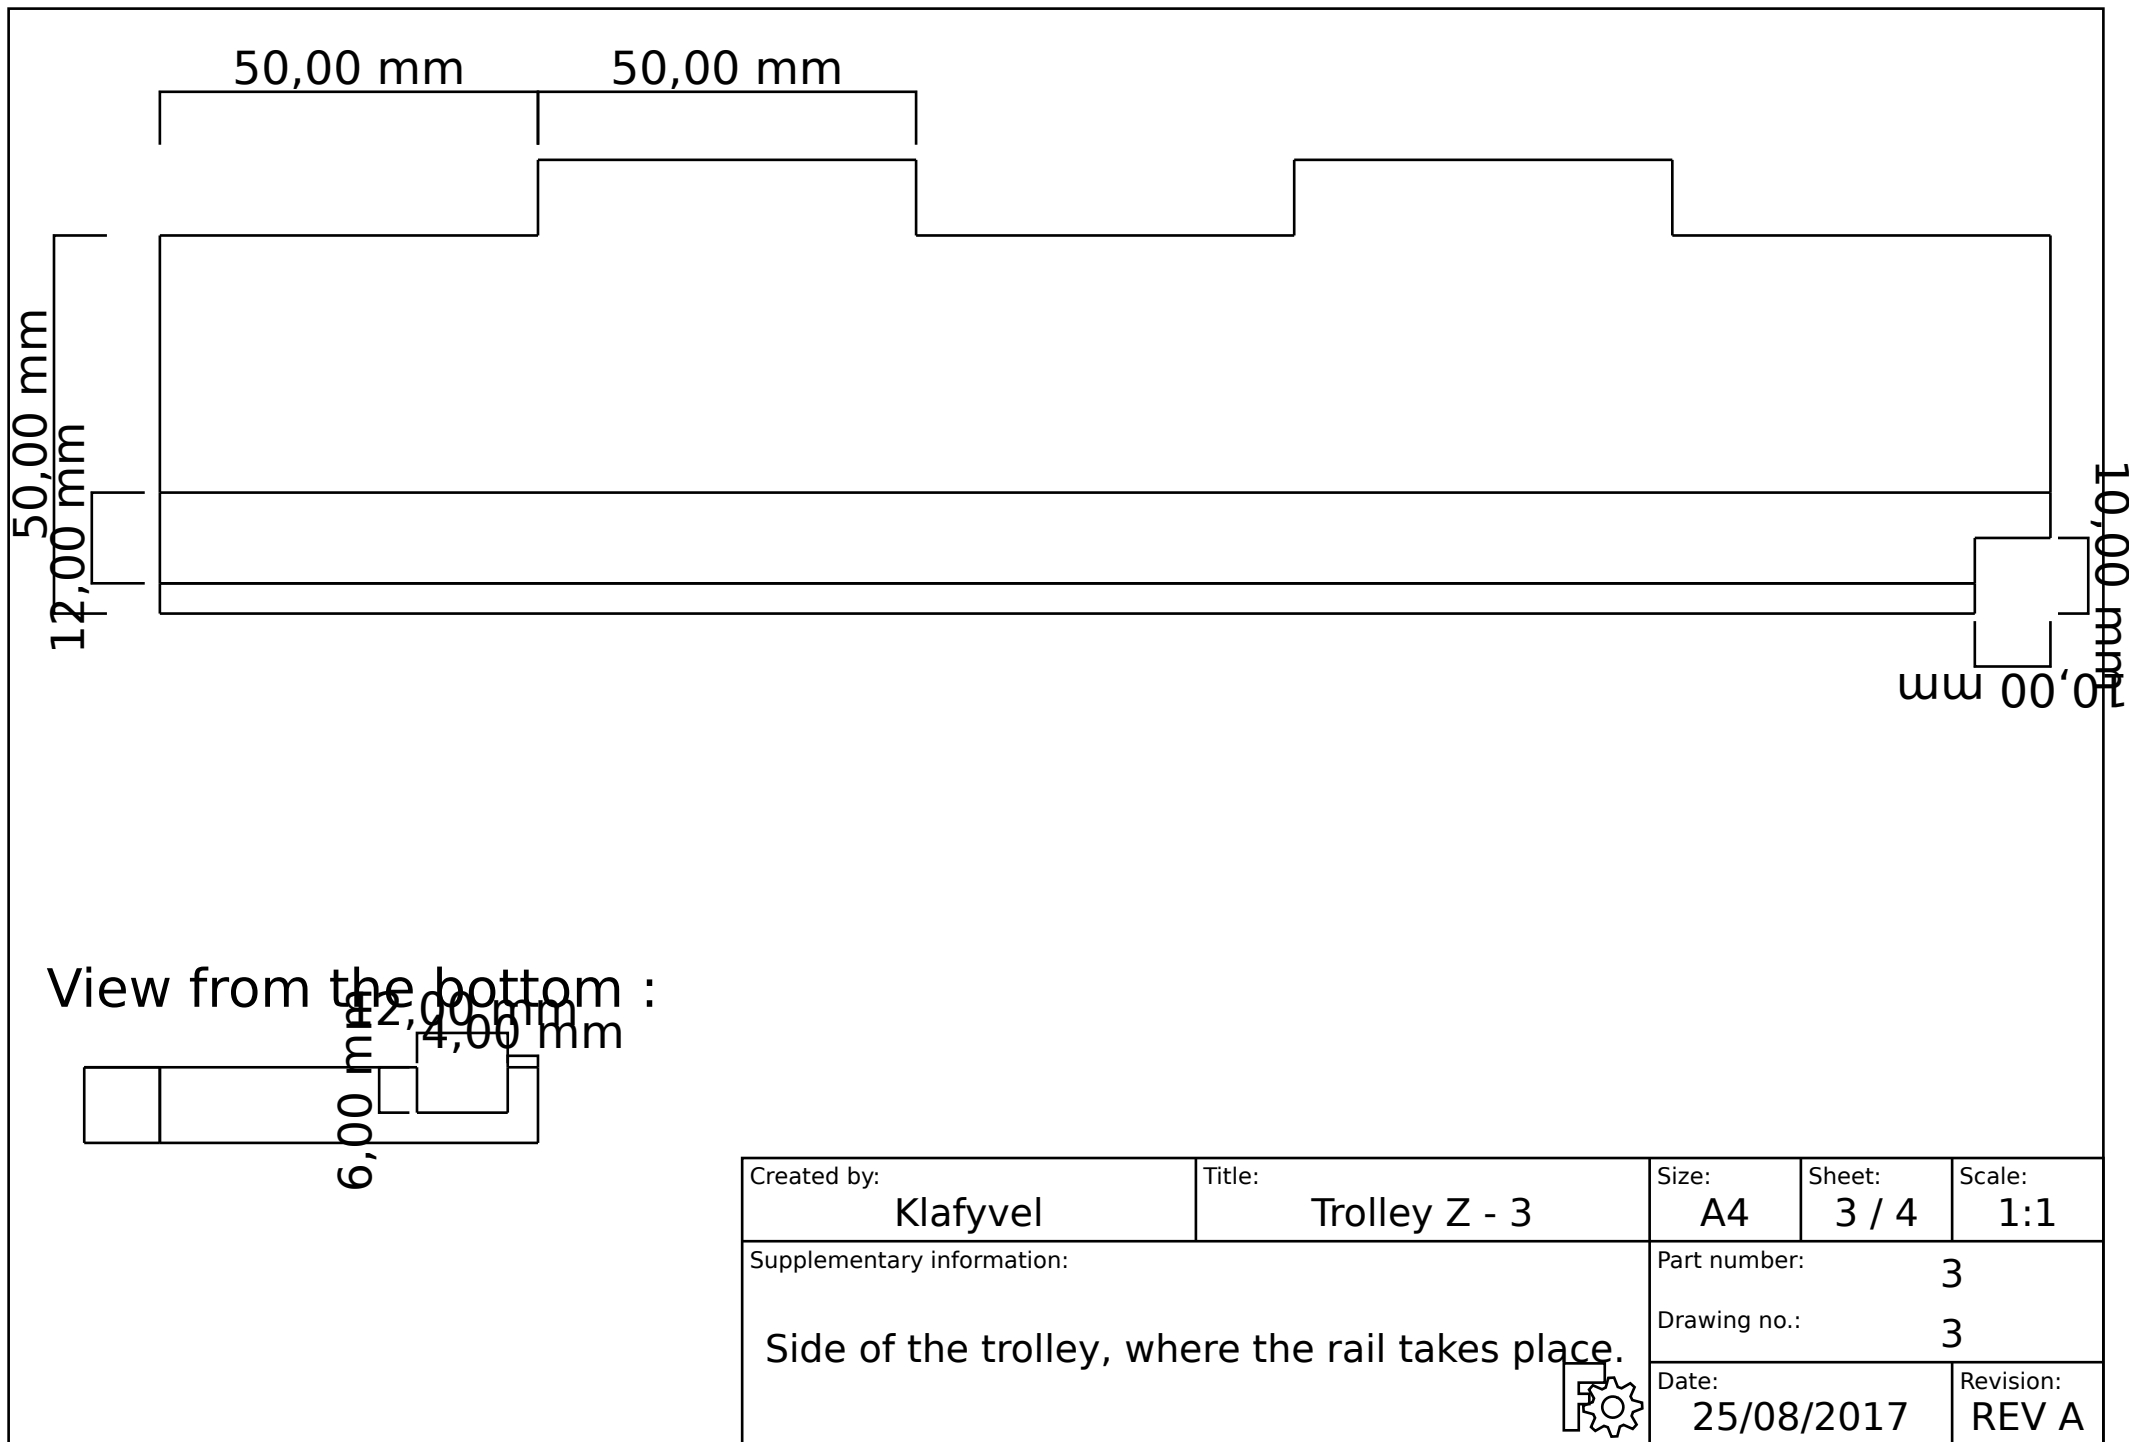 50,00 mm 50,00 mm
50,00 mm
12,00 mm
10,00 mm
10,00 mm
View from the bottom :
12,00 mm
4,00 mm
6,00 mm
Created by: Title: Size: Sheet: Scale:
Klafyvel Trolley Z - 3 A4 3 / 4 1:1
Supplementary information: Part number: 3
Drawing no.: 3
Side of the trolley, where the rail takes place.
Date: Revision:
25/08/2017 REV A